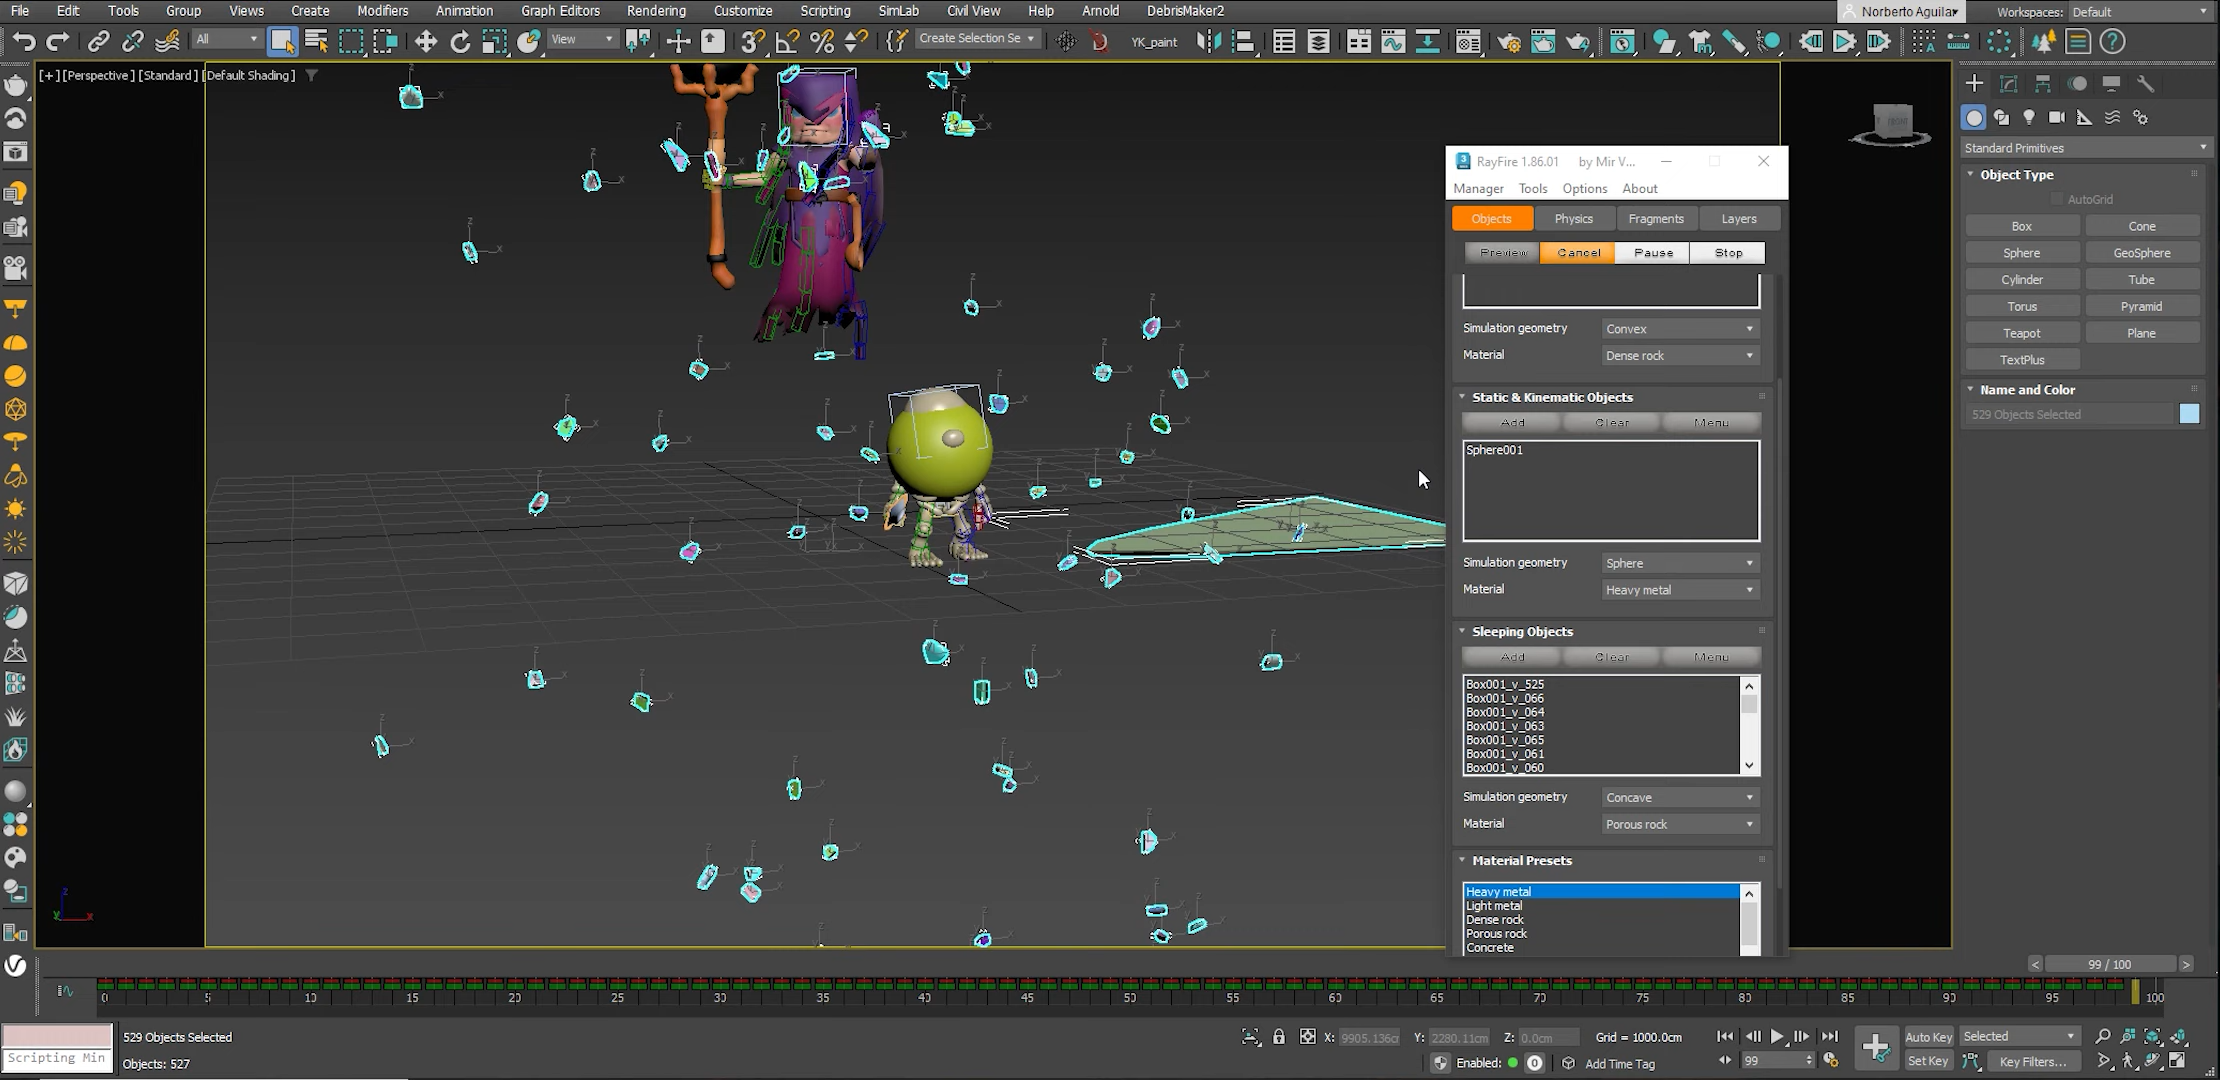 File Edit Tools Group Views Create Modifiers Animation Graph Editors Rendering Customize Scripting SimLab Civil View Help Arnold DebrisMaker2
Norberto Aguilar Workspaces: Default
All View Create Selection Se YK_paint
[+] [Perspective] [Standard] [Default Shading]
RayFire 1.86.01 by Mir V...
Manager Tools Options About
Objects Physics Fragments Layers
Preview Cancel Pause Stop
Simulation geometry Convex
Material Dense rock
Static & Kinematic Objects
Add Clear Menu
Sphere001
Simulation geometry Sphere
Material Heavy metal
Sleeping Objects
Add Clear Menu
Box001_v_525
Box001_v_066
Box001_v_064
Box001_v_063
Box001_v_065
Box001_v_061
Box001_v_060
Simulation geometry Concave
Material Porous rock
Material Presets
Heavy metal
Light metal
Dense rock
Porous rock
Concrete
Standard Primitives
Object Type
AutoGrid
Box Cone
Sphere GeoSphere
Cylinder Tube
Torus Pyramid
Teapot Plane
TextPlus
Name and Color
529 Objects Selected
FRONT
< 99 / 100 >
0 5 10 15 20 25 30 35 40 45 50 55 60 65 70 75 80 85 90 95 100
529 Objects Selected
X: 9905.136cm Y: 2280.11cm Z: 0.0cm Grid = 1000.0cm
Auto Key Selected
Scripting Min
Objects: 527
Enabled: 0 Add Time Tag
99 Set Key Key Filters...